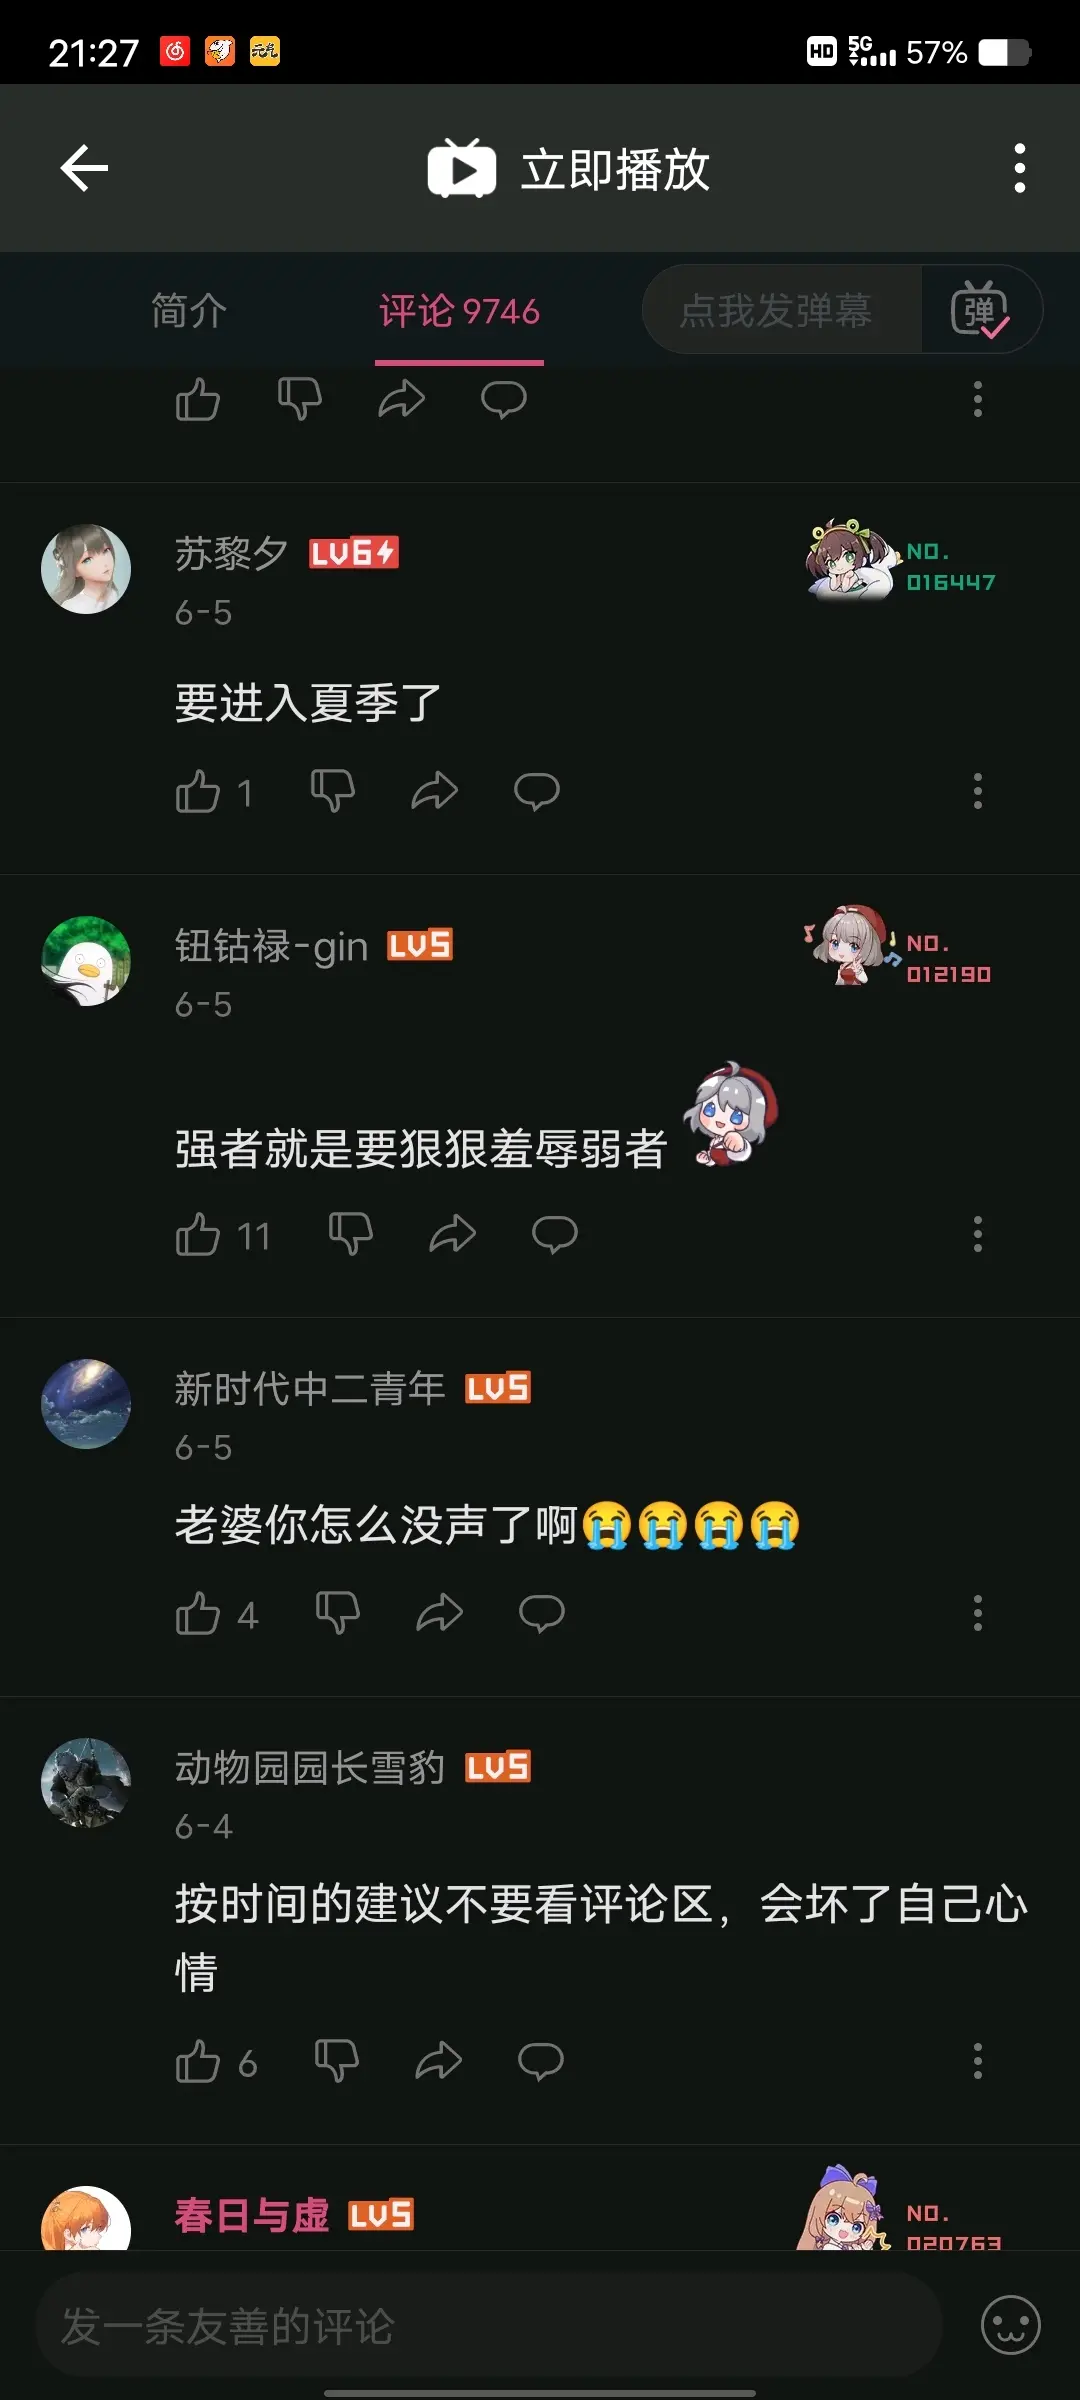 21:27 元气 HD 5G 57%
立即播放
简介 评论 9746 点我发弹幕 弹
苏黎夕 LV6 NO.
016447
6-5
要进入夏季了
1
钮钴禄-gin LV5 NO.
012190
6-5
强者就是要狠狠羞辱弱者
11
新时代中二青年 LV5
6-5
老婆你怎么没声了啊😭😭😭😭
4
动物园园长雪豹 LV5
6-4
按时间的建议不要看评论区，会坏了自己心
情
6
春日与虚 LV5 NO.
020763
发一条友善的评论